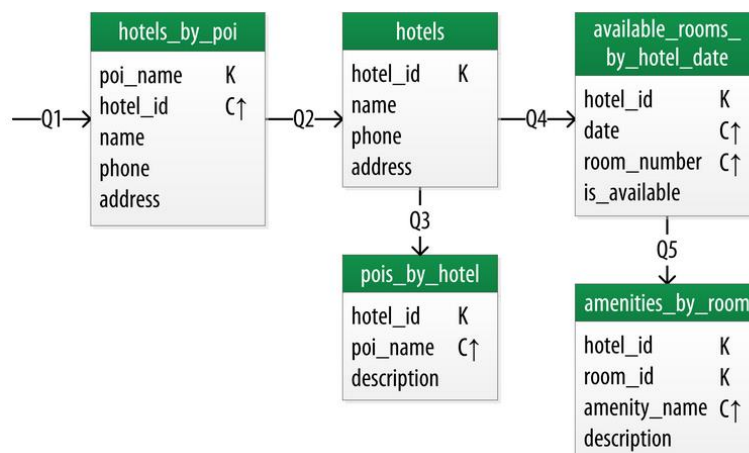 hotels_by_poi
poi_name K
hotel_id C↑
name
phone
address
Q1
Q2
hotels
hotel_id K
name
phone
address
Q3
pois_by_hotel
hotel_id K
poi_name C↑
description
Q4
available_rooms_
by_hotel_date
hotel_id K
date C↑
room_number C↑
is_available
Q5
amenities_by_room
hotel_id K
room_id K
amenity_name C↑
description